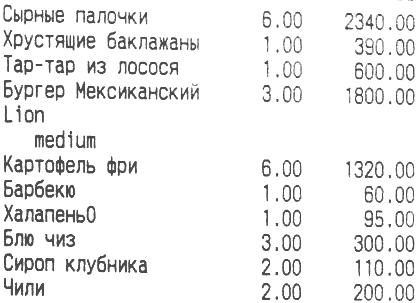 Сырные палочки 6.00 2340.00
Хрустящие баклажаны 1.00 390.00
Тар-тар из лосося 1.00 600.00
Бургер Мексиканский 3.00 1800.00
Lion
medium
Картофель фри 6.00 1320.00
Барбекю 1.00 60.00
Халапень0 1.00 95.00
Блю чиз 3.00 300.00
Сироп клубника 2.00 110.00
Чили 2.00 200.00